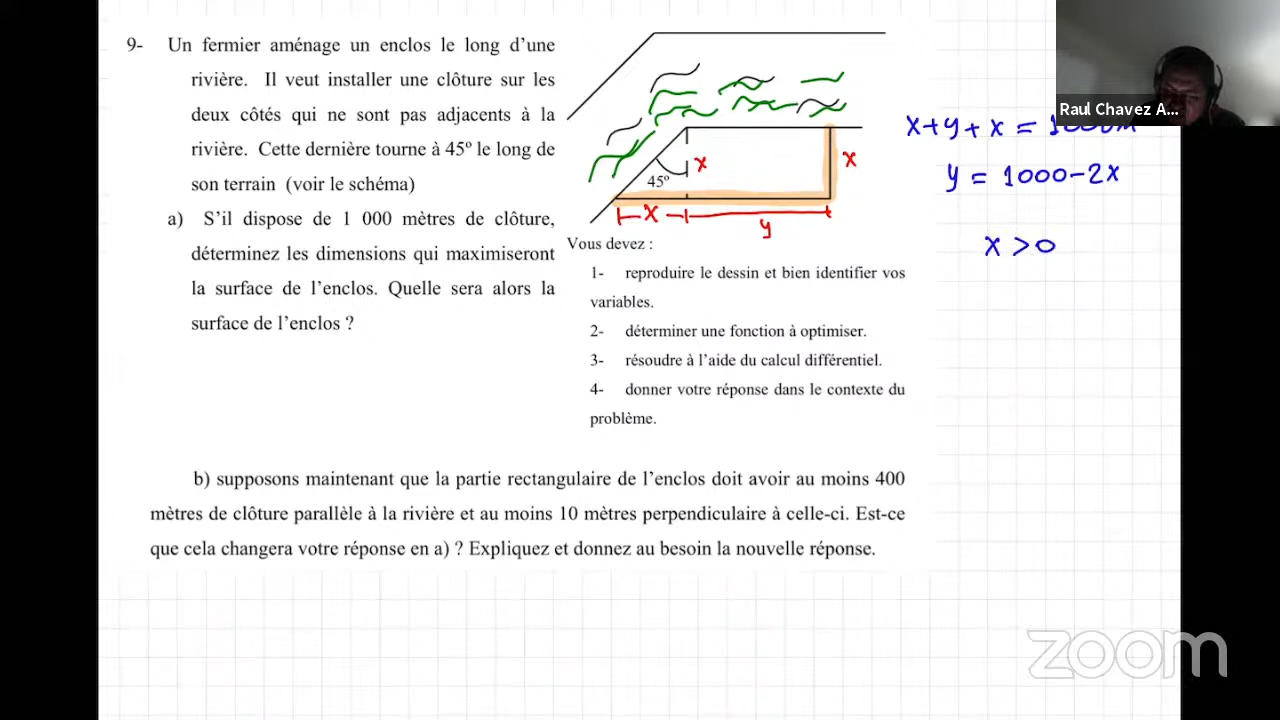 9- Un fermier aménage un enclos le long d'une
rivière. Il veut installer une clôture sur les
deux côtés qui ne sont pas adjacents à la
rivière. Cette dernière tourne à 45º le long de
son terrain (voir le schéma)
a) S'il dispose de 1 000 mètres de clôture,
déterminez les dimensions qui maximiseront
la surface de l'enclos. Quelle sera alors la
surface de l'enclos ?
45º
x
x
x
y
Vous devez :
1- reproduire le dessin et bien identifier vos
variables.
2- déterminer une fonction à optimiser.
3- résoudre à l'aide du calcul différentiel.
4- donner votre réponse dans le contexte du
problème.
b) supposons maintenant que la partie rectangulaire de l'enclos doit avoir au moins 400
mètres de clôture parallèle à la rivière et au moins 10 mètres perpendiculaire à celle-ci. Est-ce
que cela changera votre réponse en a) ? Expliquez et donnez au besoin la nouvelle réponse.
Raul Chavez A...
x+y+x = 1000m
y = 1000-2x
x >0
zoom